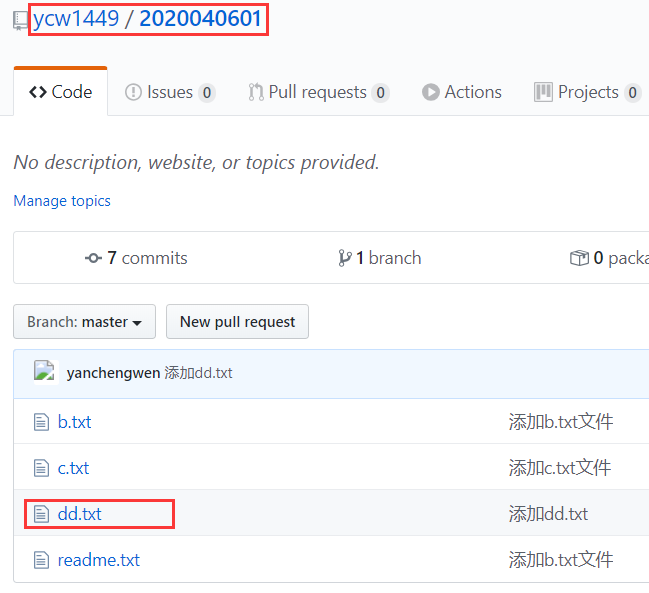 ycw1449 / 2020040601
Code Issues 0 Pull requests 0 Actions Projects 0
No description, website, or topics provided.
Manage topics
7 commits 1 branch 0 packa
Branch: master New pull request
yanchengwen 添加dd.txt
b.txt 添加b.txt文件
c.txt 添加c.txt文件
dd.txt 添加dd.txt
readme.txt 添加b.txt文件